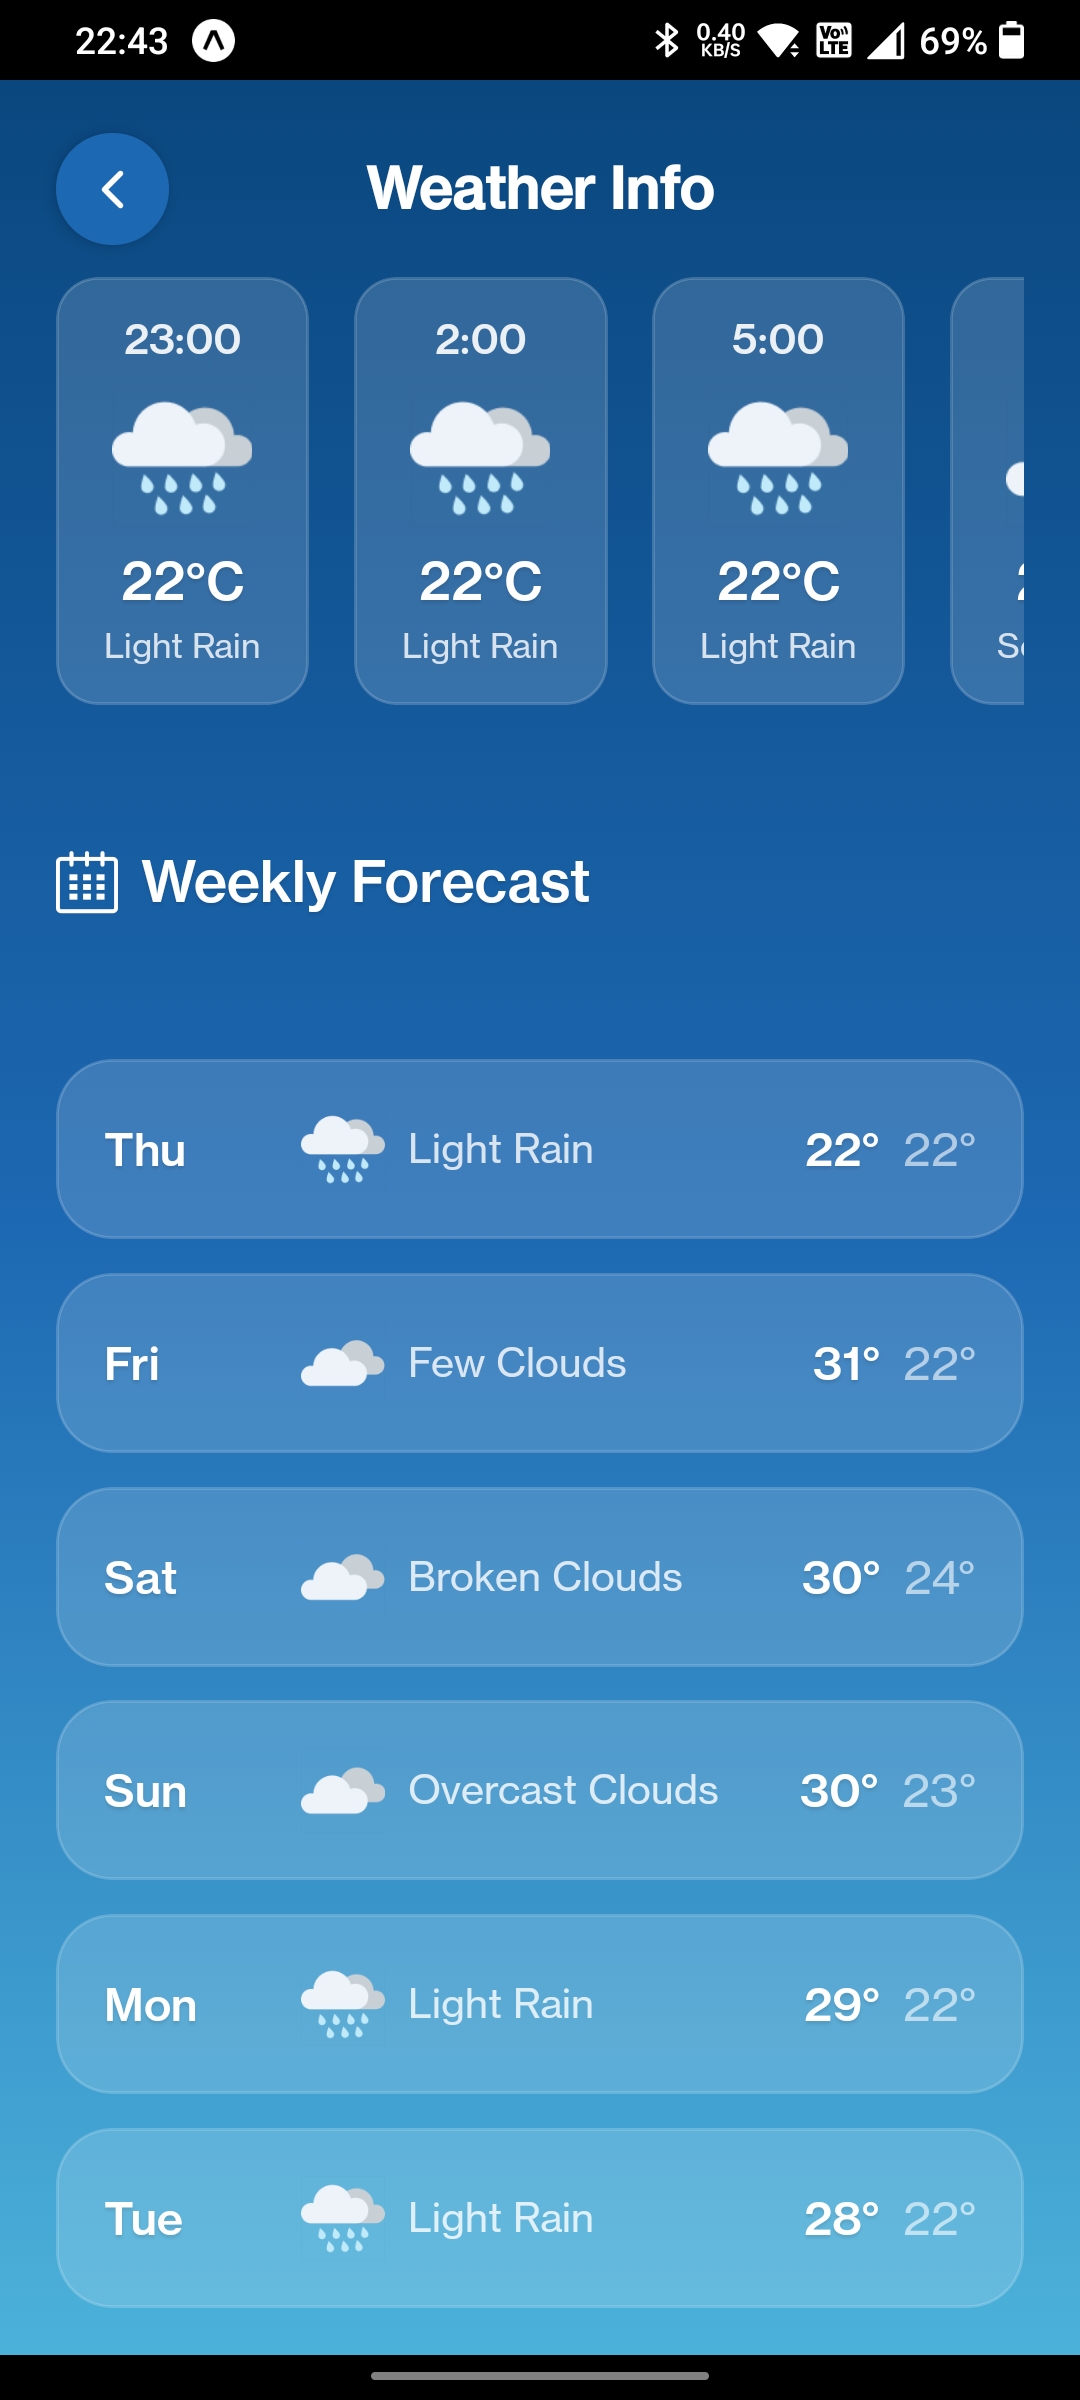 22:43
0.40 KB/S
Vo LTE
69%
Weather Info
23:00
22°C
Light Rain
2:00
22°C
Light Rain
5:00
22°C
Light Rain
Weekly Forecast
Thu Light Rain 22° 22°
Fri Few Clouds 31° 22°
Sat Broken Clouds 30° 24°
Sun Overcast Clouds 30° 23°
Mon Light Rain 29° 22°
Tue Light Rain 28° 22°